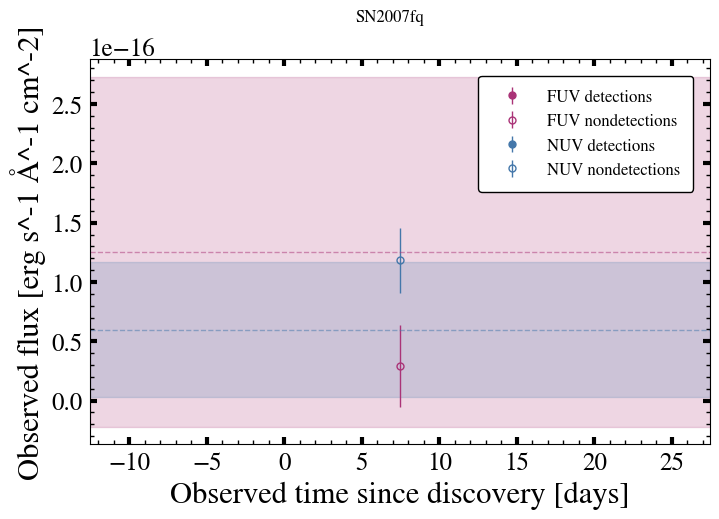 SN2007fq
1e−16
Observed flux [erg s^-1 Å^-1 cm^-2]
2.5
2.0
1.5
1.0
0.5
0.0
FUV detections
FUV nondetections
NUV detections
NUV nondetections
−10 −5 0 5 10 15 20 25
Observed time since discovery [days]